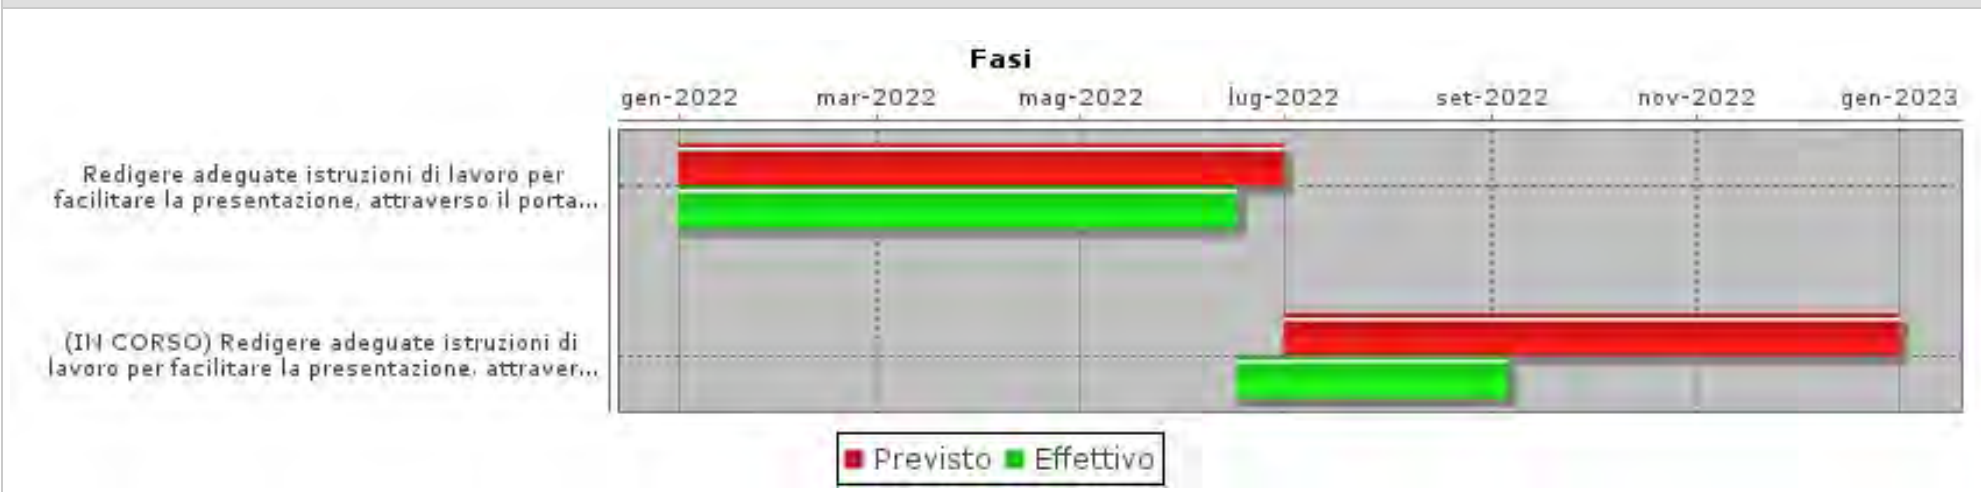 Fasi
gen-2022 mar-2022 mag-2022 lug-2022 set-2022 nov-2022 gen-2023
Redigere adeguate istruzioni di lavoro per
facilitare la presentazione, attraverso il porta...
(IN CORSO) Redigere adeguate istruzioni di
lavoro per facilitare la presentazione, attraver...
Previsto Effettivo